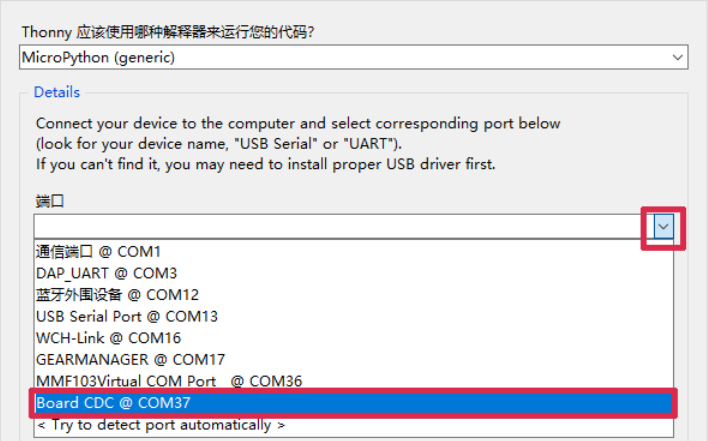 Thonny 应该使用哪种解释器来运行您的代码?
MicroPython (generic)
Details
Connect your device to the computer and select corresponding port below
(look for your device name, "USB Serial" or "UART").
If you can't find it, you may need to install proper USB driver first.
端口
通信端口 @ COM1
DAP_UART @ COM3
蓝牙外围设备 @ COM12
USB Serial Port @ COM13
WCH-Link @ COM16
GEARMANAGER @ COM17
MMF103Virtual COM Port   @ COM36
Board CDC @ COM37
< Try to detect port automatically >